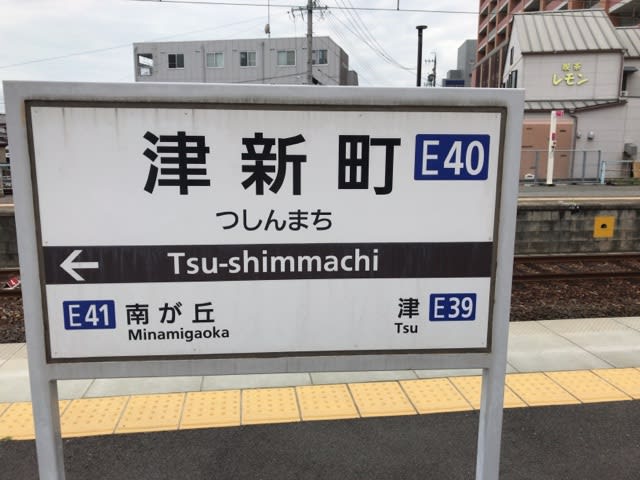 津新町 E40
つしんまち
← Tsu-shimmachi
E41 南が丘 津 E39
Minamigaoka Tsu
喫茶
レモン